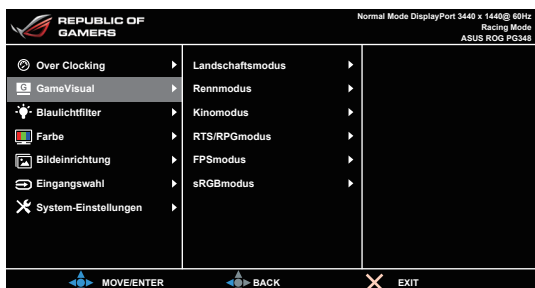 REPUBLIC OF
GAMERS
Normal Mode DisplayPort 3440 x 1440@ 60Hz
Racing Mode
ASUS ROG PG348
Over Clocking
G GameVisual
Blaulichtfilter
Farbe
Bildeinrichtung
Eingangswahl
System-Einstellungen
Landschaftsmodus
Rennmodus
Kinomodus
RTS/RPGmodus
FPSmodus
sRGBmodus
MOVE/ENTER
BACK
EXIT